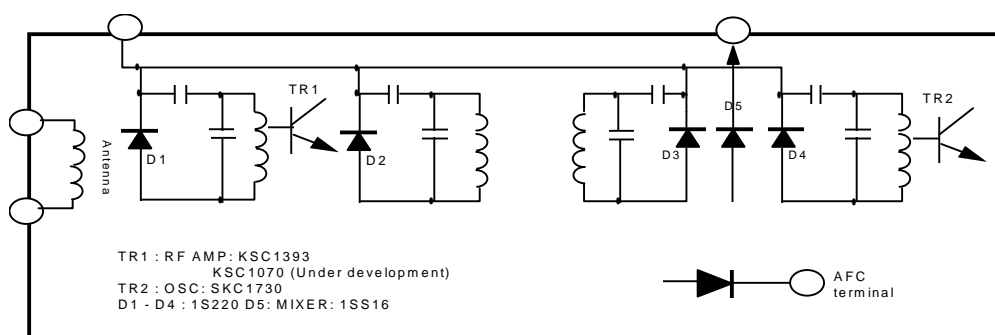 TR1
TR2
D5
D1
D2
D3
D4
Antenna
TR1 : RF AMP: KSC1393
KSC1070 (Under development)
TR2 : OSC: SKC1730
D1 - D4 : 1S220 D5: MIXER: 1SS16
AFC
terminal